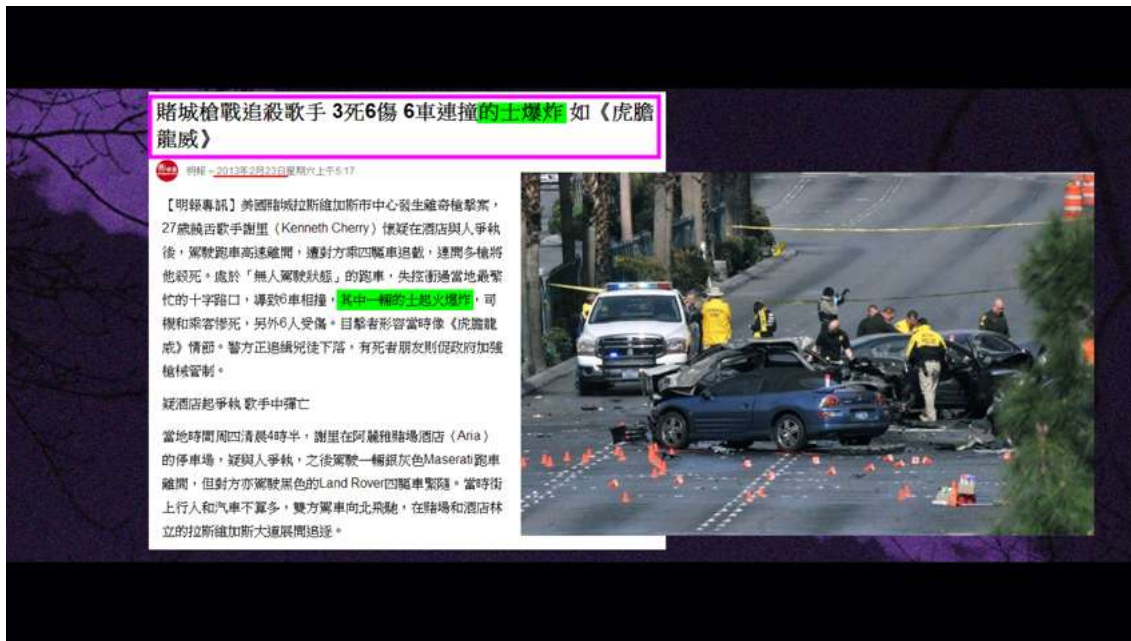 賭城槍戰追殺歌手 3死6傷 6車連撞的士爆炸 如《虎膽
龍威》
明報 – 2013年2月23日星期六上午5:17
【明報專訊】美國賭城拉斯維加斯市中心發生離奇槍擊案，
27歲饒舌歌手謝里（Kenneth Cherry）懷疑在酒店與人爭執
後，駕駛跑車高速離開，遭對方乘四驅車追截，連開多槍將
他殺死。處於「無人駕駛狀態」的跑車，失控衝過當地最繁
忙的十字路口，導致6車相撞，其中一輛的士起火爆炸，司
機和乘客慘死，另外6人受傷。目擊者形容當時像《虎膽龍
威》情節。警方正追緝兇徒下落，有死者朋友則促政府加強
槍械管制。
疑酒店起爭執 歌手中彈亡
當地時間周四清晨4時半，謝里在阿麗雅賭場酒店（Aria）
的停車場，疑與人爭執，之後駕駛一輛銀灰色Maserati跑車
離開，但對方亦駕駛黑色的Land Rover四驅車緊隨。當時街
上行人和汽車不算多，雙方駕車向北飛馳，在賭場和酒店林
立的拉斯維加斯大道展開追逐。